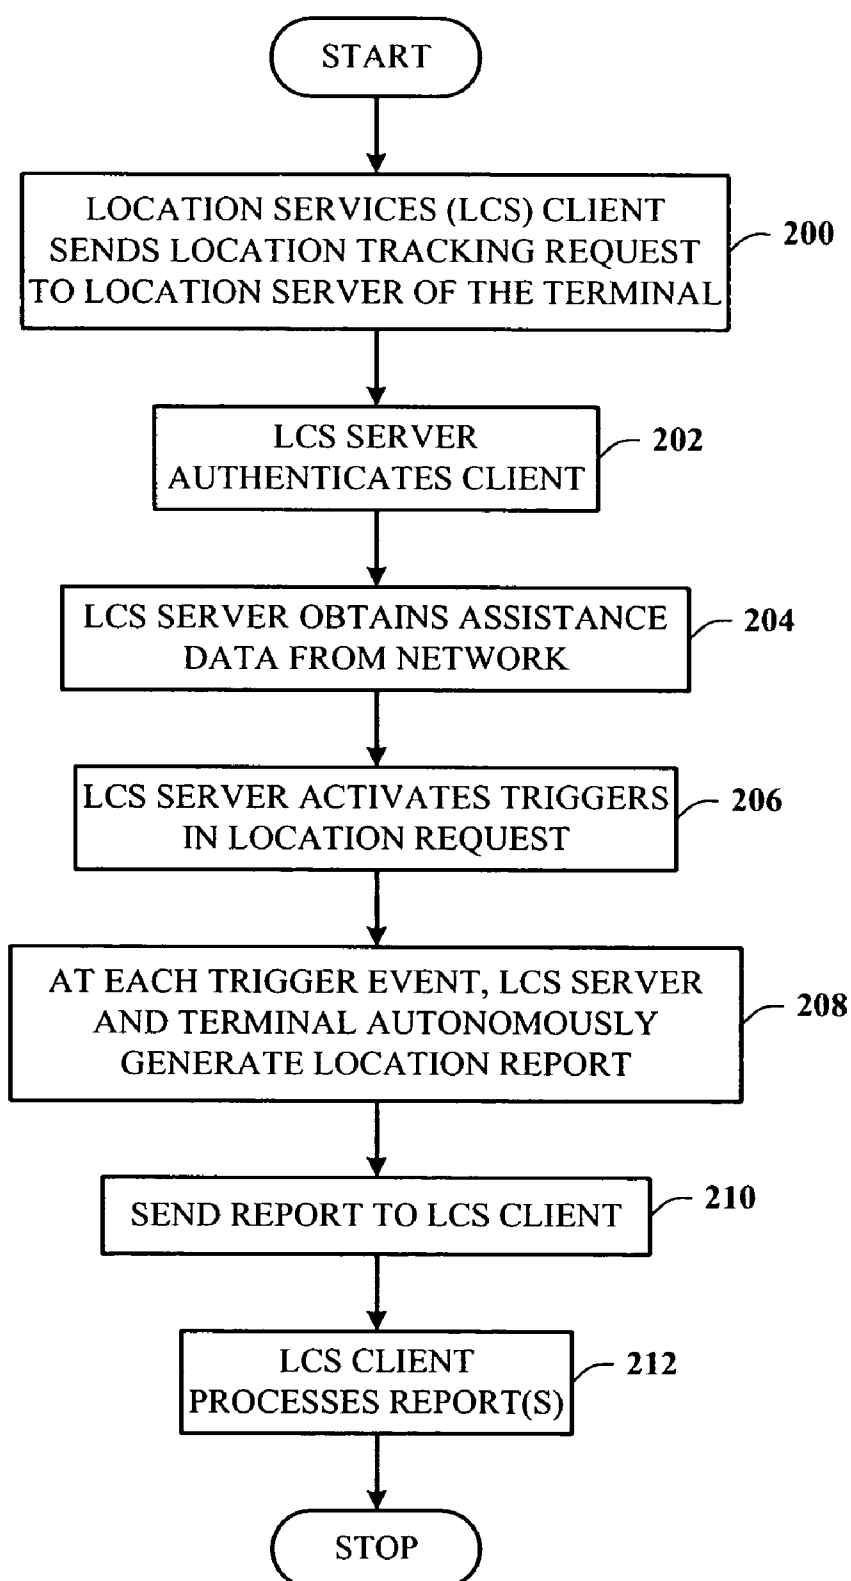 START
LOCATION SERVICES (LCS) CLIENT
SENDS LOCATION TRACKING REQUEST
TO LOCATION SERVER OF THE TERMINAL
200
LCS SERVER
AUTHENTICATES CLIENT
202
LCS SERVER OBTAINS ASSISTANCE
DATA FROM NETWORK
204
LCS SERVER ACTIVATES TRIGGERS
IN LOCATION REQUEST
206
AT EACH TRIGGER EVENT, LCS SERVER
AND TERMINAL AUTONOMOUSLY
GENERATE LOCATION REPORT
208
SEND REPORT TO LCS CLIENT
210
LCS CLIENT
PROCESSES REPORT(S)
212
STOP